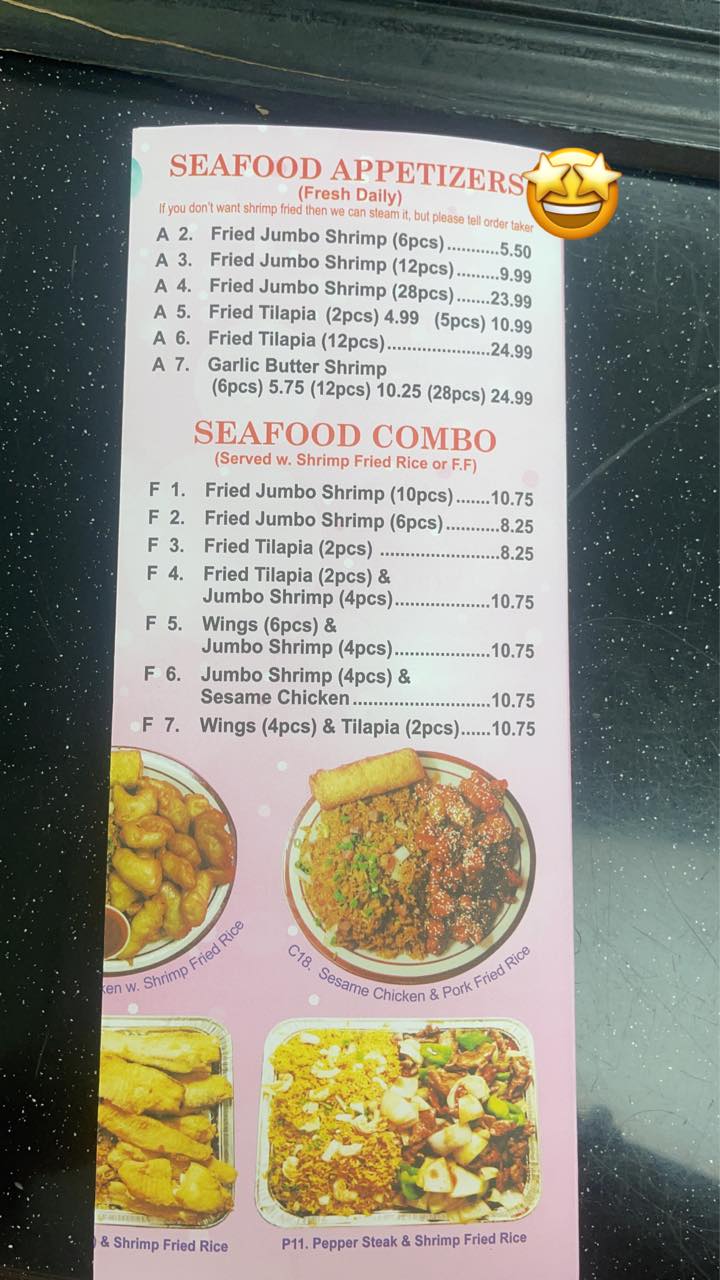 SEAFOOD APPETIZERS
(Fresh Daily)
If you don't want shrimp fried then we can steam it, but please tell order taker
A 2. Fried Jumbo Shrimp (6pcs)..........5.50
A 3. Fried Jumbo Shrimp (12pcs)........9.99
A 4. Fried Jumbo Shrimp (28pcs).......23.99
A 5. Fried Tilapia (2pcs) 4.99 (5pcs) 10.99
A 6. Fried Tilapia (12pcs)....................24.99
A 7. Garlic Butter Shrimp
(6pcs) 5.75 (12pcs) 10.25 (28pcs) 24.99
SEAFOOD COMBO
(Served w. Shrimp Fried Rice or F.F)
F 1. Fried Jumbo Shrimp (10pcs).......10.75
F 2. Fried Jumbo Shrimp (6pcs)..........8.25
F 3. Fried Tilapia (2pcs) .......................8.25
F 4. Fried Tilapia (2pcs) &
Jumbo Shrimp (4pcs)...................10.75
F 5. Wings (6pcs) &
Jumbo Shrimp (4pcs)...................10.75
F 6. Jumbo Shrimp (4pcs) &
Sesame Chicken...........................10.75
F 7. Wings (4pcs) & Tilapia (2pcs)......10.75
ken w. Shrimp Fried Rice
C18. Sesame Chicken & Pork Fried Rice
) & Shrimp Fried Rice
P11. Pepper Steak & Shrimp Fried Rice